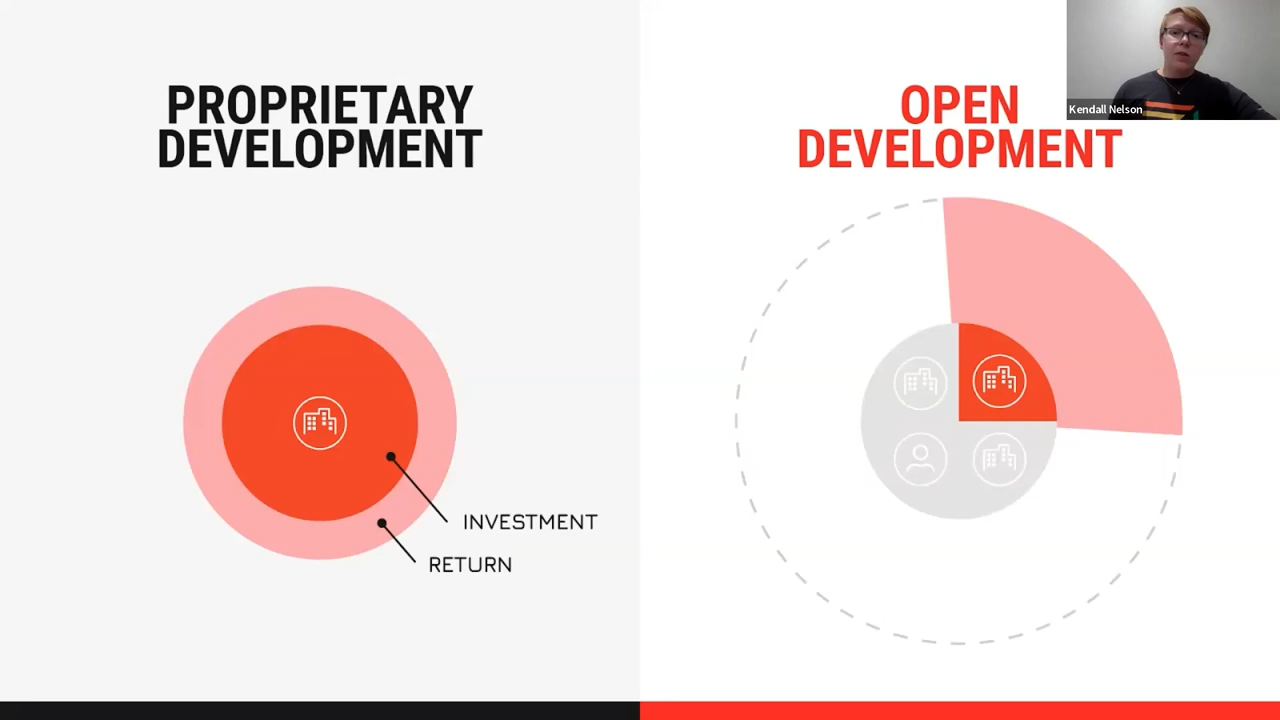 PROPRIETARY
DEVELOPMENT
INVESTMENT
RETURN
OPEN
DEVELOPMENT
Kendall Nelson